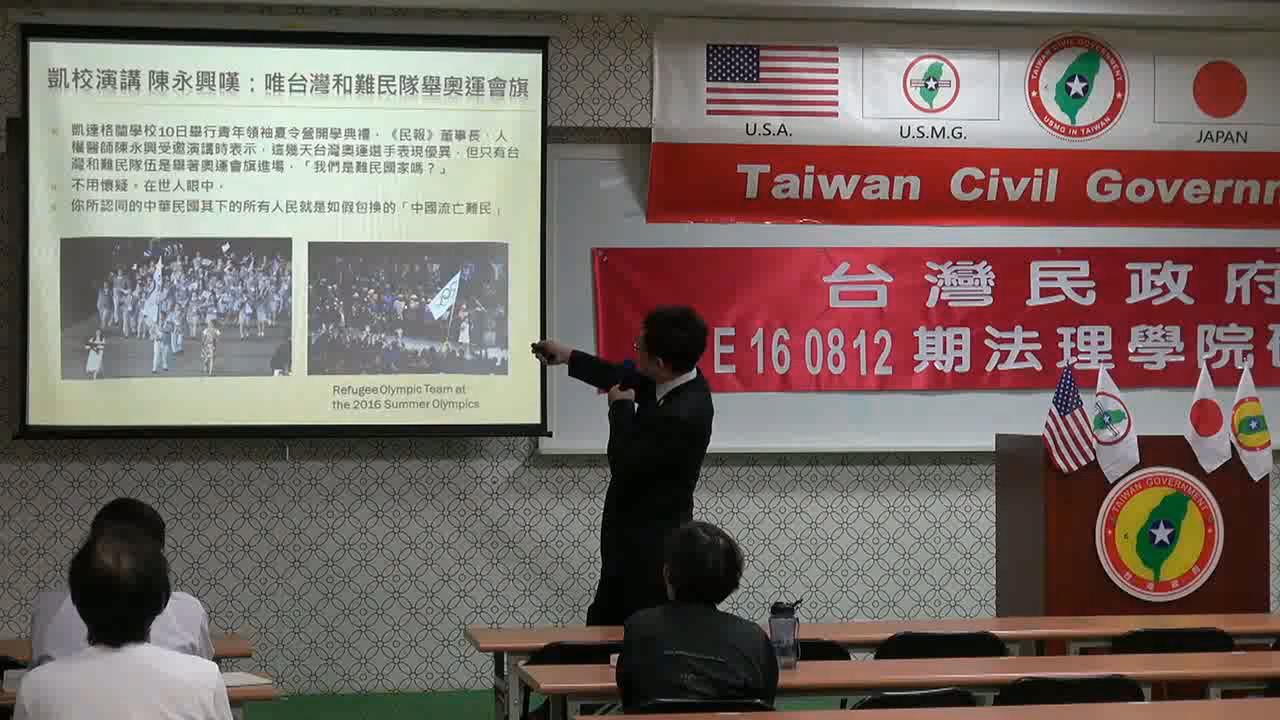 凱校演講 陳永興嘆：唯台灣和難民隊舉奧運會旗
凱達格蘭學校10日舉行青年領袖夏令營開學典禮，《民報》董事長、人
權醫師陳永興受邀演講時表示，這幾天台灣奧運選手表現優異，但只有台
灣和難民隊伍是舉著奧運會旗進場，「我們是難民國家嗎？」
不用懷疑，在世人眼中，
你所認同的中華民國其下的所有人民就是如假包換的「中國流亡難民」
Refugee Olympic Team at
the 2016 Summer Olympics
U.S.A.
U.S.M.G.
TAIWAN CIVIL GOVERNMENT
USMG IN TAIWAN
JAPAN
Taiwan Civil Governm
台灣民政府
E 16 0812 期法理學院
TAIWAN GOVERNMENT